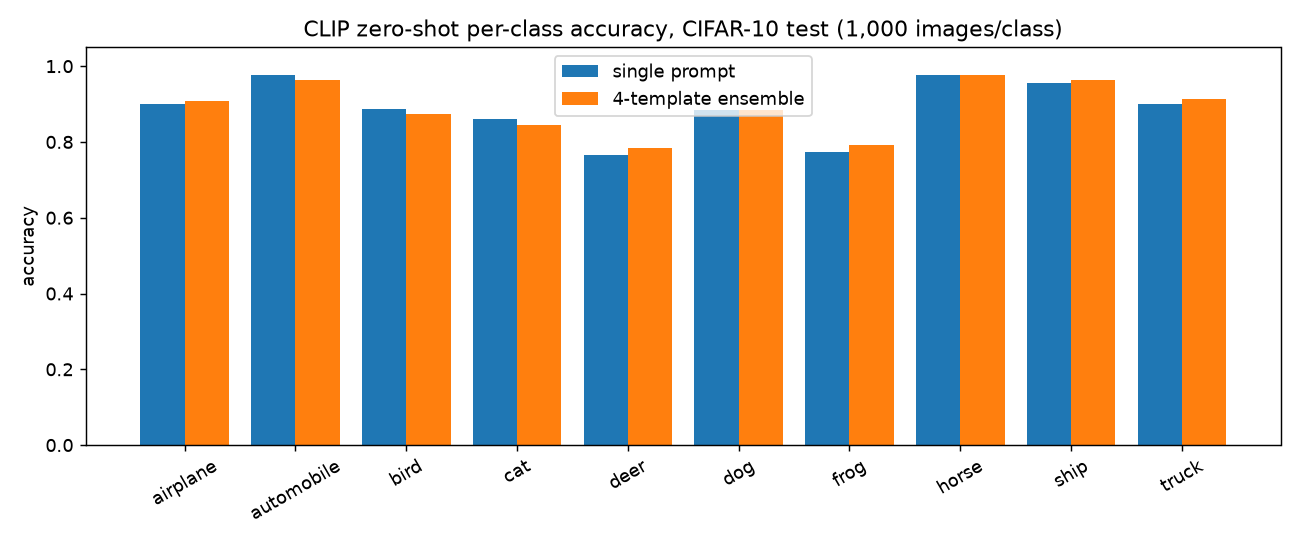 CLIP zero-shot per-class accuracy, CIFAR-10 test (1,000 images/class)
single prompt
4-template ensemble
accuracy
1.0
0.8
0.6
0.4
0.2
0.0
airplane
automobile
bird
cat
deer
dog
frog
horse
ship
truck